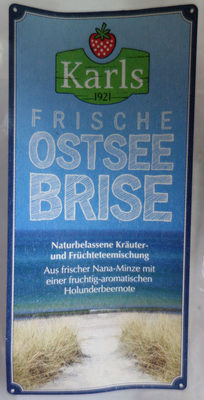 Karls
1921
FRISCHE
OSTSEE
BRISE
Naturbelassene Kräuter-
und Früchteteemischung
Aus frischer Nana-Minze mit
einer fruchtig-aromatischen
Holunderbeernote